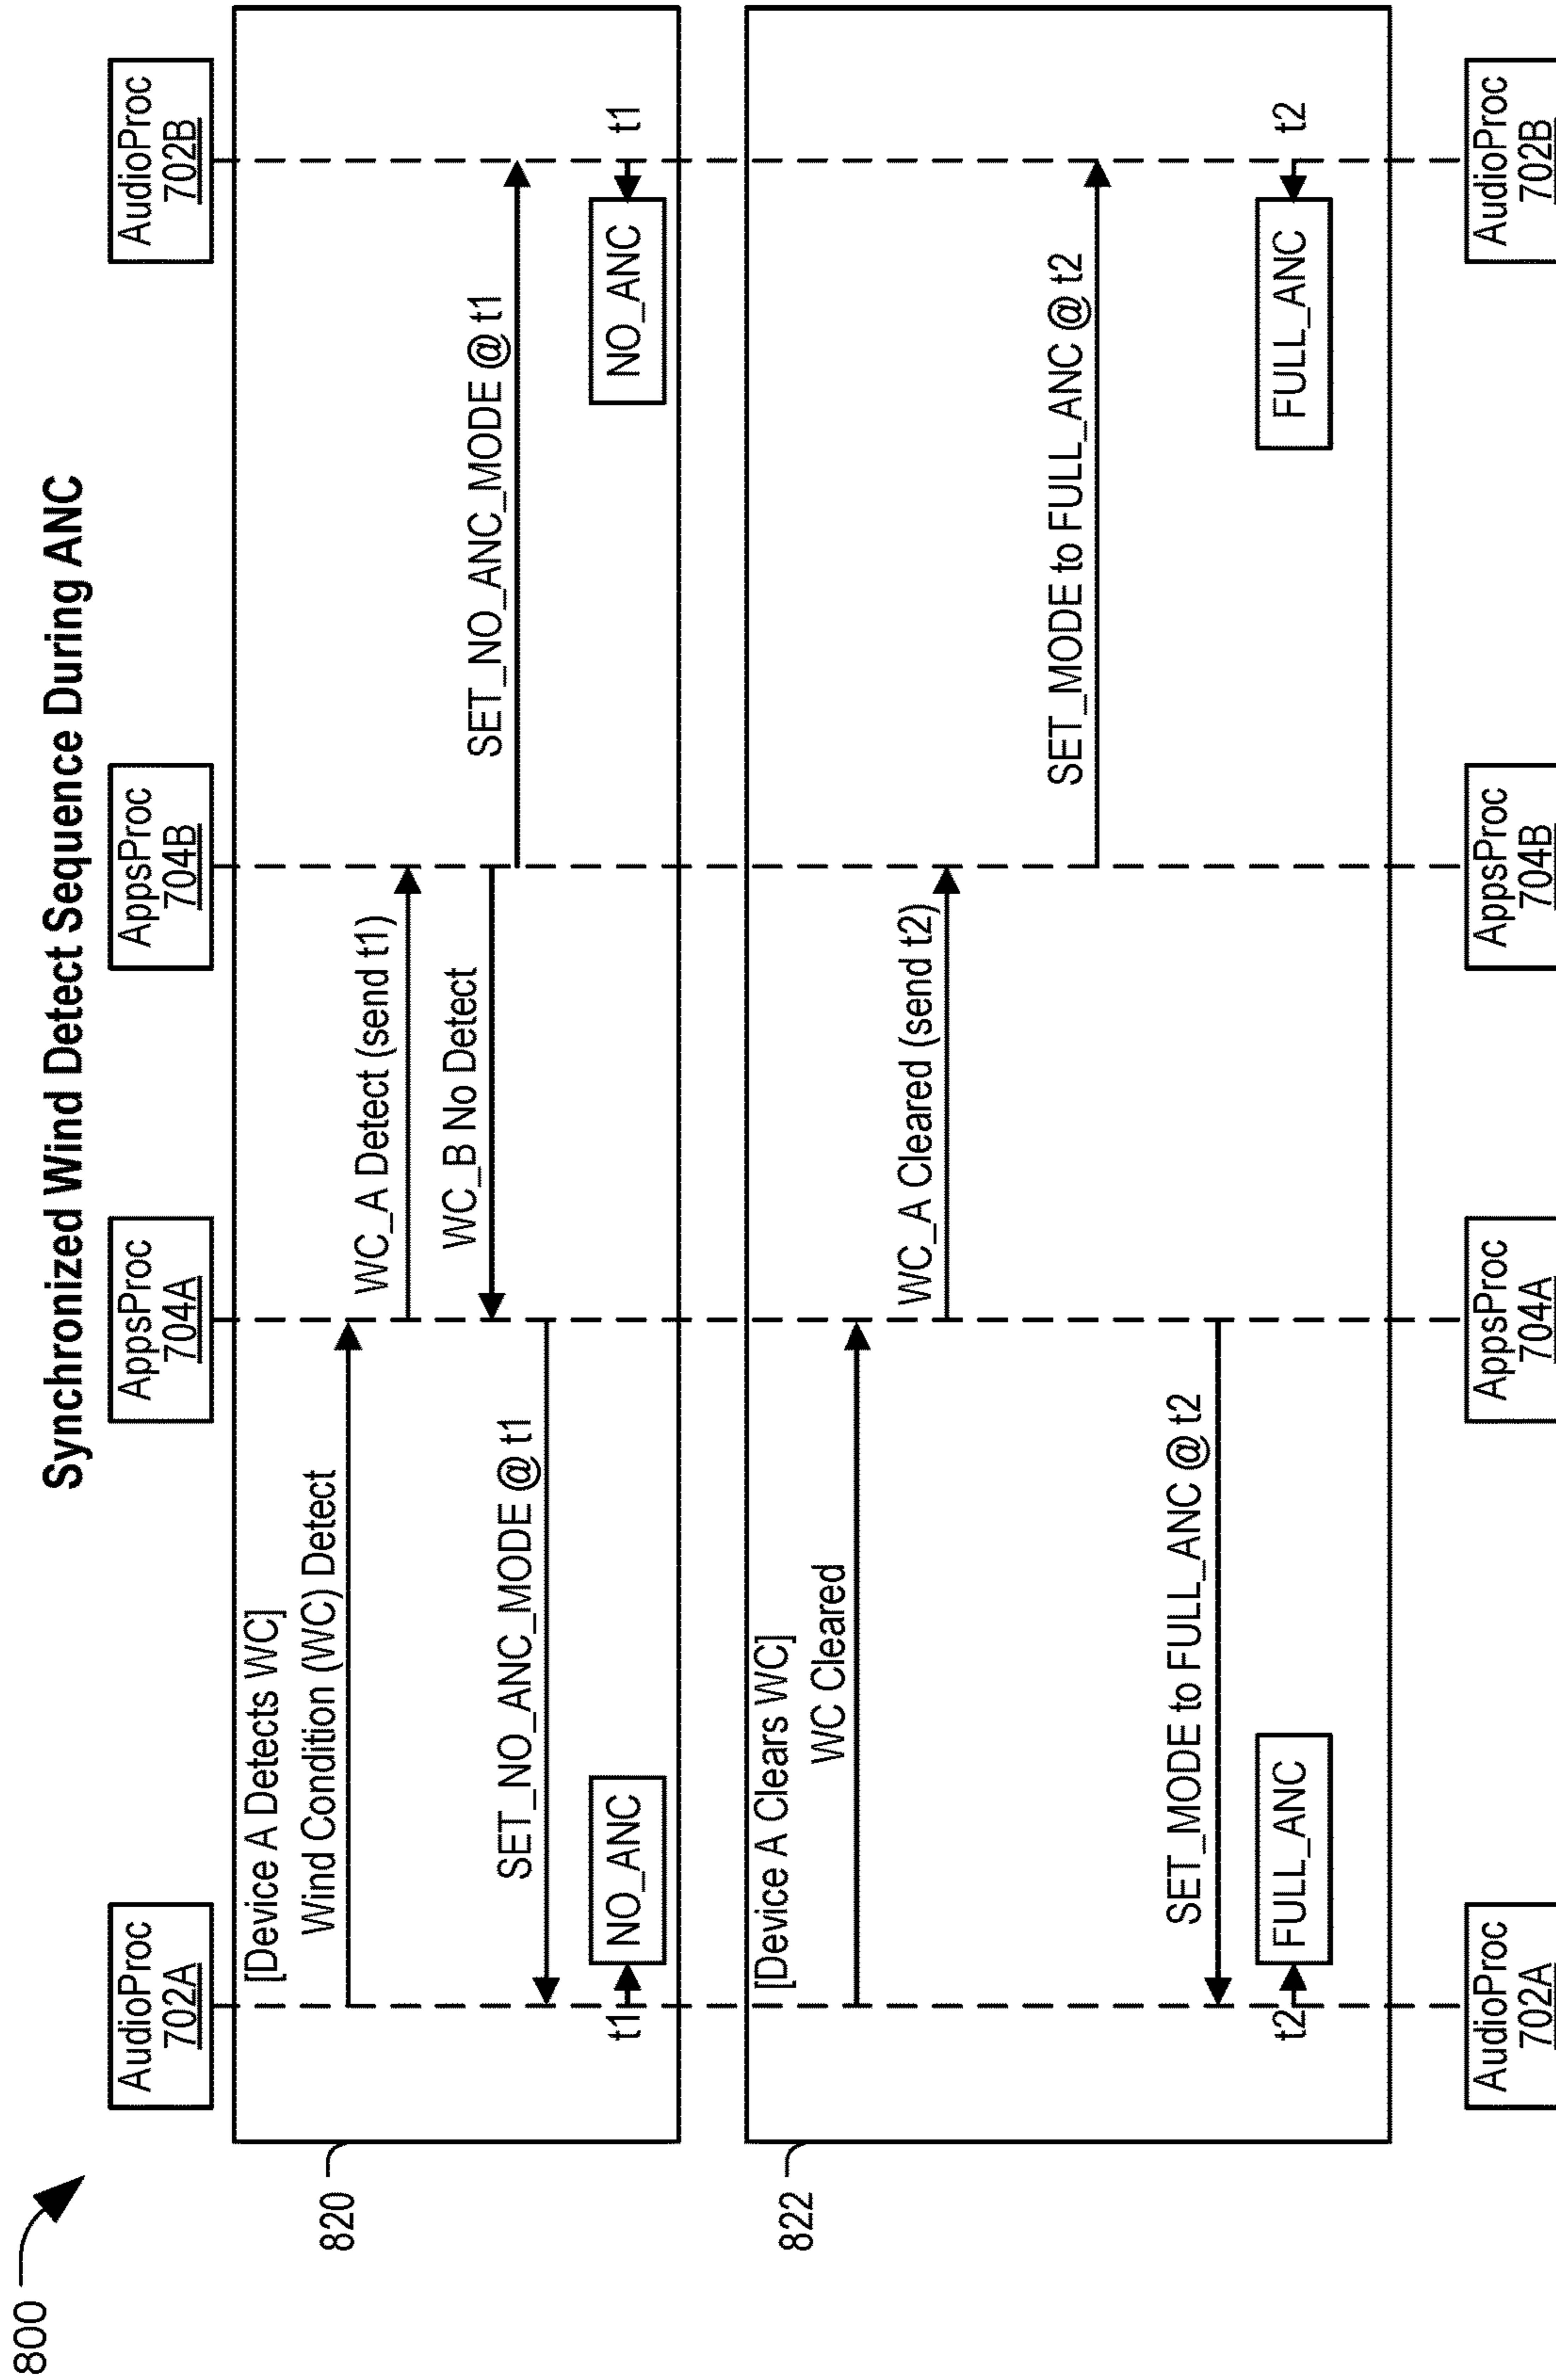 800
Synchronized Wind Detect Sequence During ANC
AudioProc
702A
AppsProc
704A
AppsProc
704B
AudioProc
702B
820
[Device A Detects WC]
Wind Condition (WC) Detect
WC_A Detect (send t1)
WC_B No Detect
SET_NO_ANC_MODE @ t1
SET_NO_ANC_MODE @ t1
t1
NO_ANC
NO_ANC
t1
822
[Device A Clears WC]
WC Cleared
WC_A Cleared (send t2)
SET_MODE to FULL_ANC @ t2
SET_MODE to FULL_ANC @ t2
t2
FULL_ANC
FULL_ANC
t2
AudioProc
702A
AppsProc
704A
AppsProc
704B
AudioProc
702B